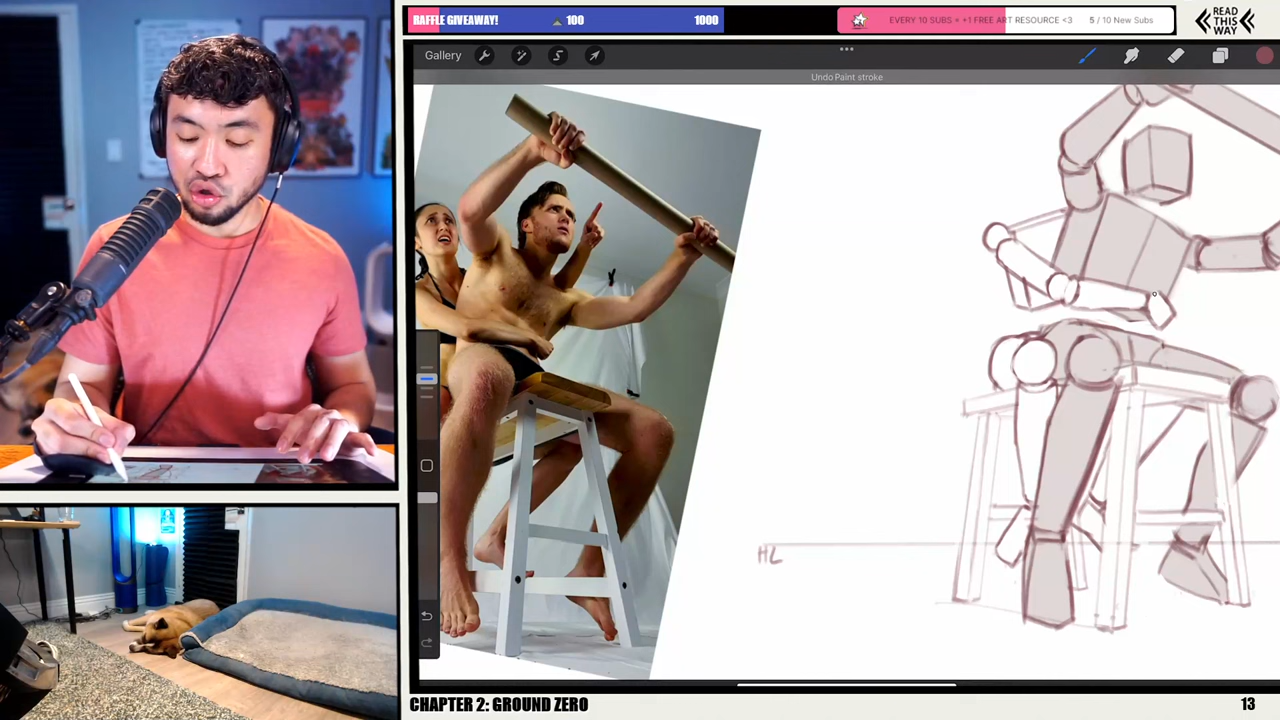 RAFFLE GIVEAWAY!
100
1000
EVERY 10 SUBS = +1 FREE ART RESOURCE <3
5 / 10 New Subs
READ
THIS
WAY
Gallery
Undo Paint stroke
HL
CHAPTER 2: GROUND ZERO
13